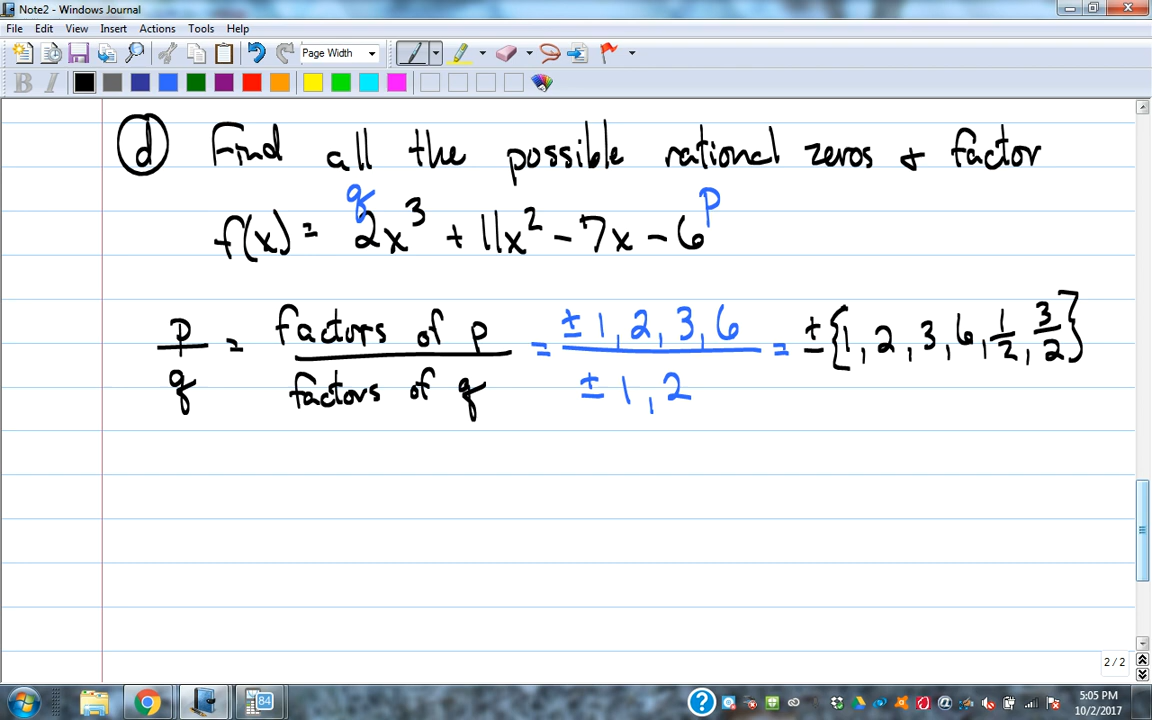 Note2 - Windows Journal
File Edit View Insert Actions Tools Help
Page Width
B I
ⓓ Find all the possible rational zeros & factor
q p
f(x) = 2x³ + 11x² - 7x - 6
p/q = factors of p / factors of q = ± 1, 2, 3, 6 / ± 1, 2 = ± {1, 2, 3, 6, 1/2, 3/2}
2 / 2
84
5:05 PM
10/2/2017